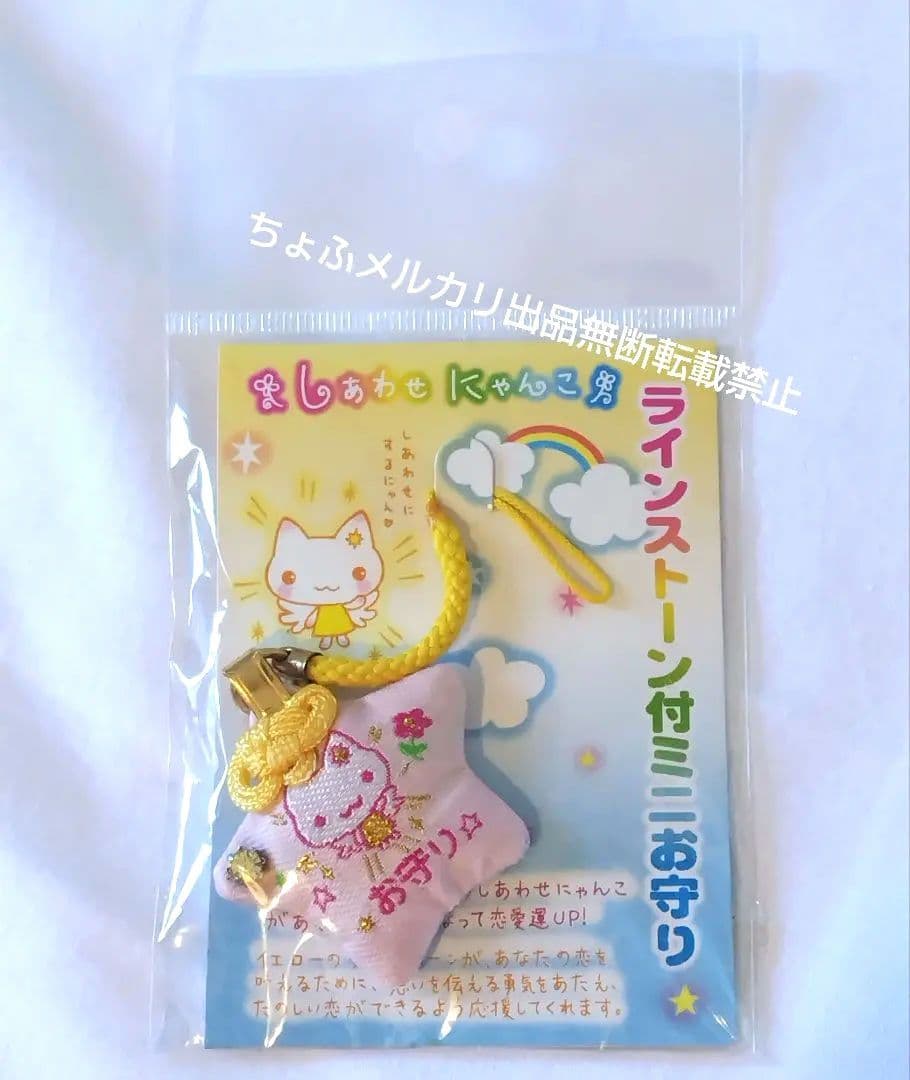 ちょふメルカリ出品無断転載禁止
しあわせにゃんこ
ラインストーン付ミニお守り
しあわせに
するにゃん♡
お守り☆
しあわせにゃんこ
があ って恋愛運UP!
イエローの ーンが、あなたの恋を
叶えるために、思いを伝える勇気をあたえ、
たのしい恋ができるよう応援してくれます。